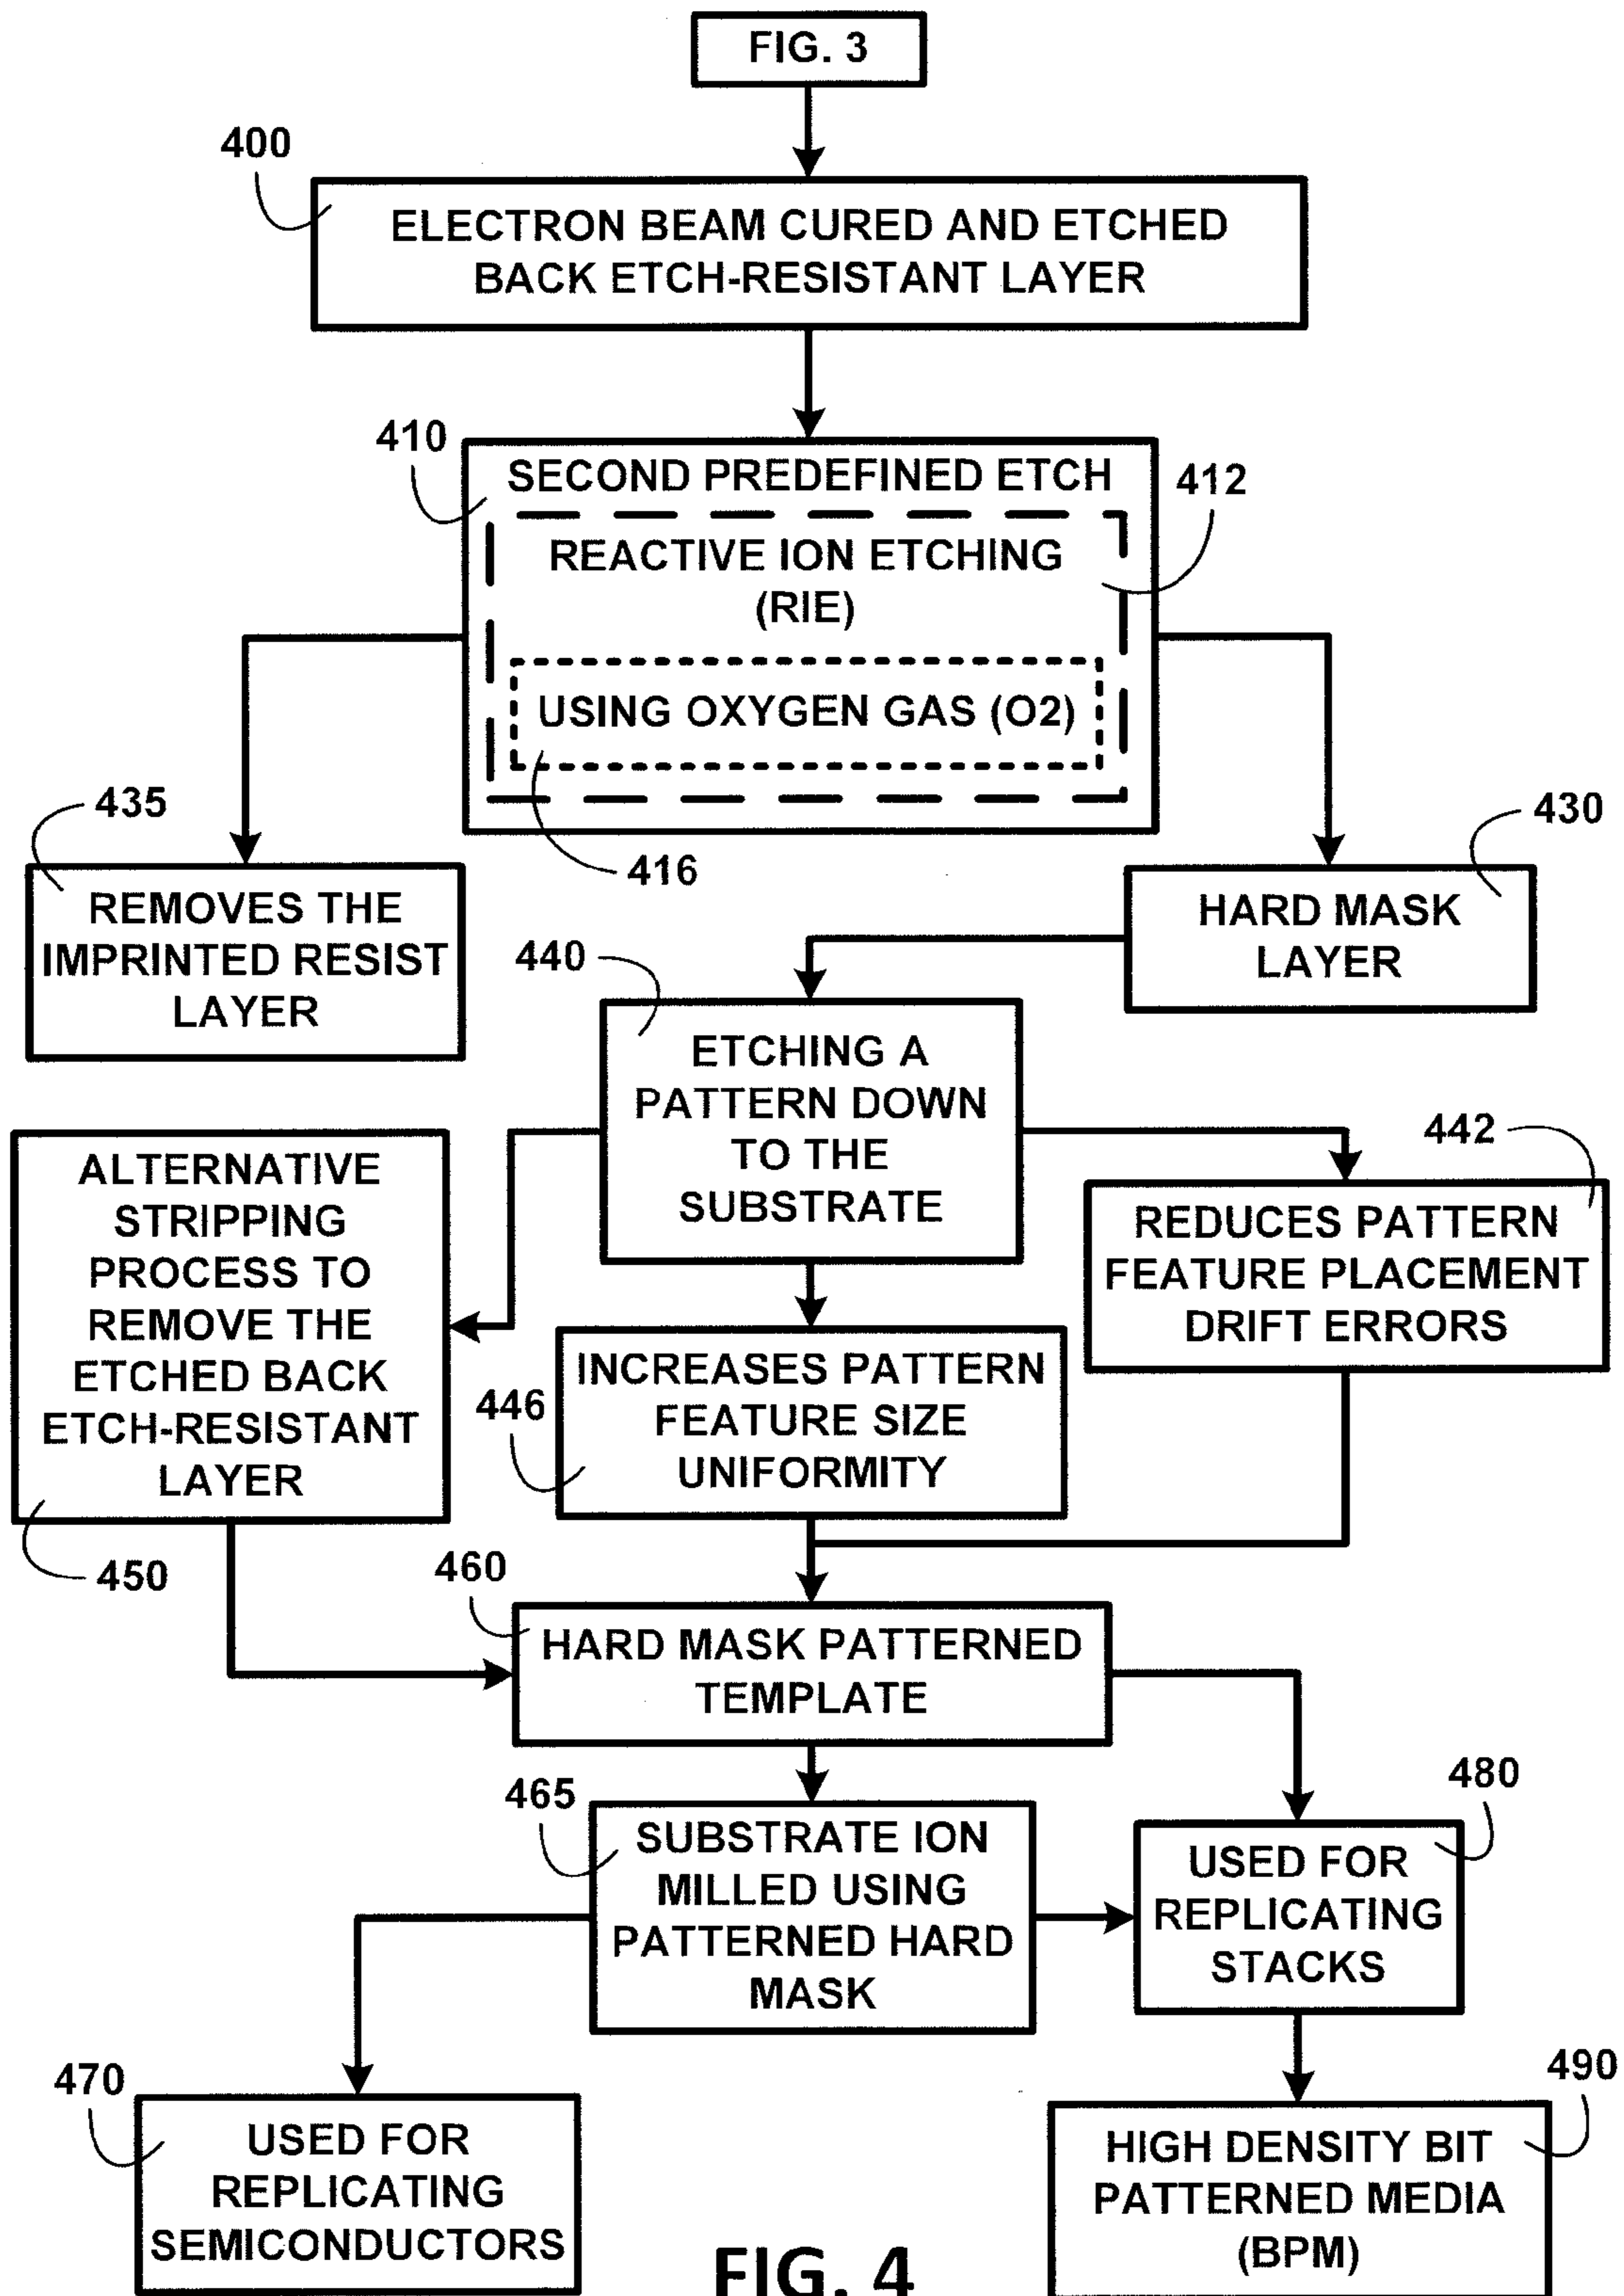 FIG. 3
400
ELECTRON BEAM CURED AND ETCHED
BACK ETCH-RESISTANT LAYER
410
SECOND PREDEFINED ETCH
412
REACTIVE ION ETCHING
(RIE)
USING OXYGEN GAS (O2)
416
435
REMOVES THE
IMPRINTED RESIST
LAYER
430
HARD MASK
LAYER
440
ETCHING A
PATTERN DOWN
TO THE
SUBSTRATE
442
REDUCES PATTERN
FEATURE PLACEMENT
DRIFT ERRORS
ALTERNATIVE
STRIPPING
PROCESS TO
REMOVE THE
ETCHED BACK
ETCH-RESISTANT
LAYER
450
446
INCREASES PATTERN
FEATURE SIZE
UNIFORMITY
460
HARD MASK PATTERNED
TEMPLATE
465
SUBSTRATE ION
MILLED USING
PATTERNED HARD
MASK
480
USED FOR
REPLICATING
STACKS
470
USED FOR
REPLICATING
SEMICONDUCTORS
490
HIGH DENSITY BIT
PATTERNED MEDIA
(BPM)
FIG. 4